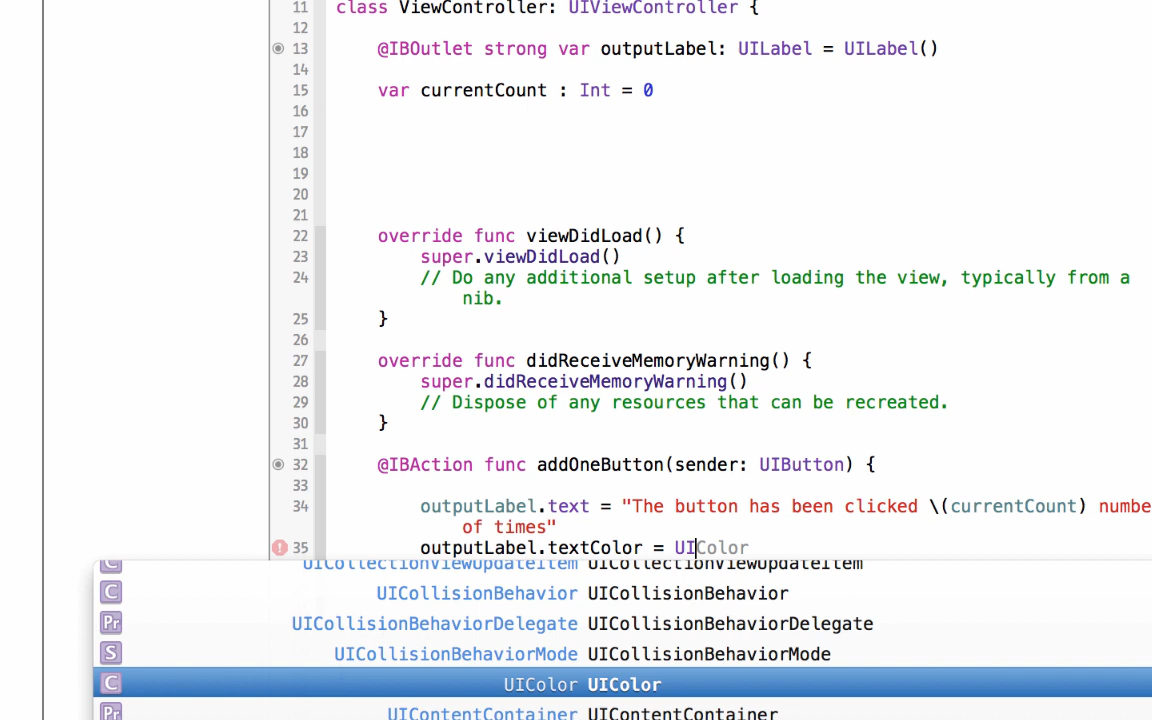 11 class ViewController: UIViewController {
12
13 @IBOutlet strong var outputLabel: UILabel = UILabel()
14
15 var currentCount : Int = 0
16
17
18
19
20
21
22 override func viewDidLoad() {
23 super.viewDidLoad()
24 // Do any additional setup after loading the view, typically from a
nib.
25 }
26
27 override func didReceiveMemoryWarning() {
28 super.didReceiveMemoryWarning()
29 // Dispose of any resources that can be recreated.
30 }
31
32 @IBAction func addOneButton(sender: UIButton) {
33
34 outputLabel.text = "The button has been clicked \(currentCount) numbe
of times"
35 outputLabel.textColor = UIColor
C UICollectionViewUpdateItem UICollectionViewUpdateItem
C UICollisionBehavior UICollisionBehavior
Pr UICollisionBehaviorDelegate UICollisionBehaviorDelegate
S UICollisionBehaviorMode UICollisionBehaviorMode
C UIColor UIColor
Pr UIContentContainer UIContentContainer